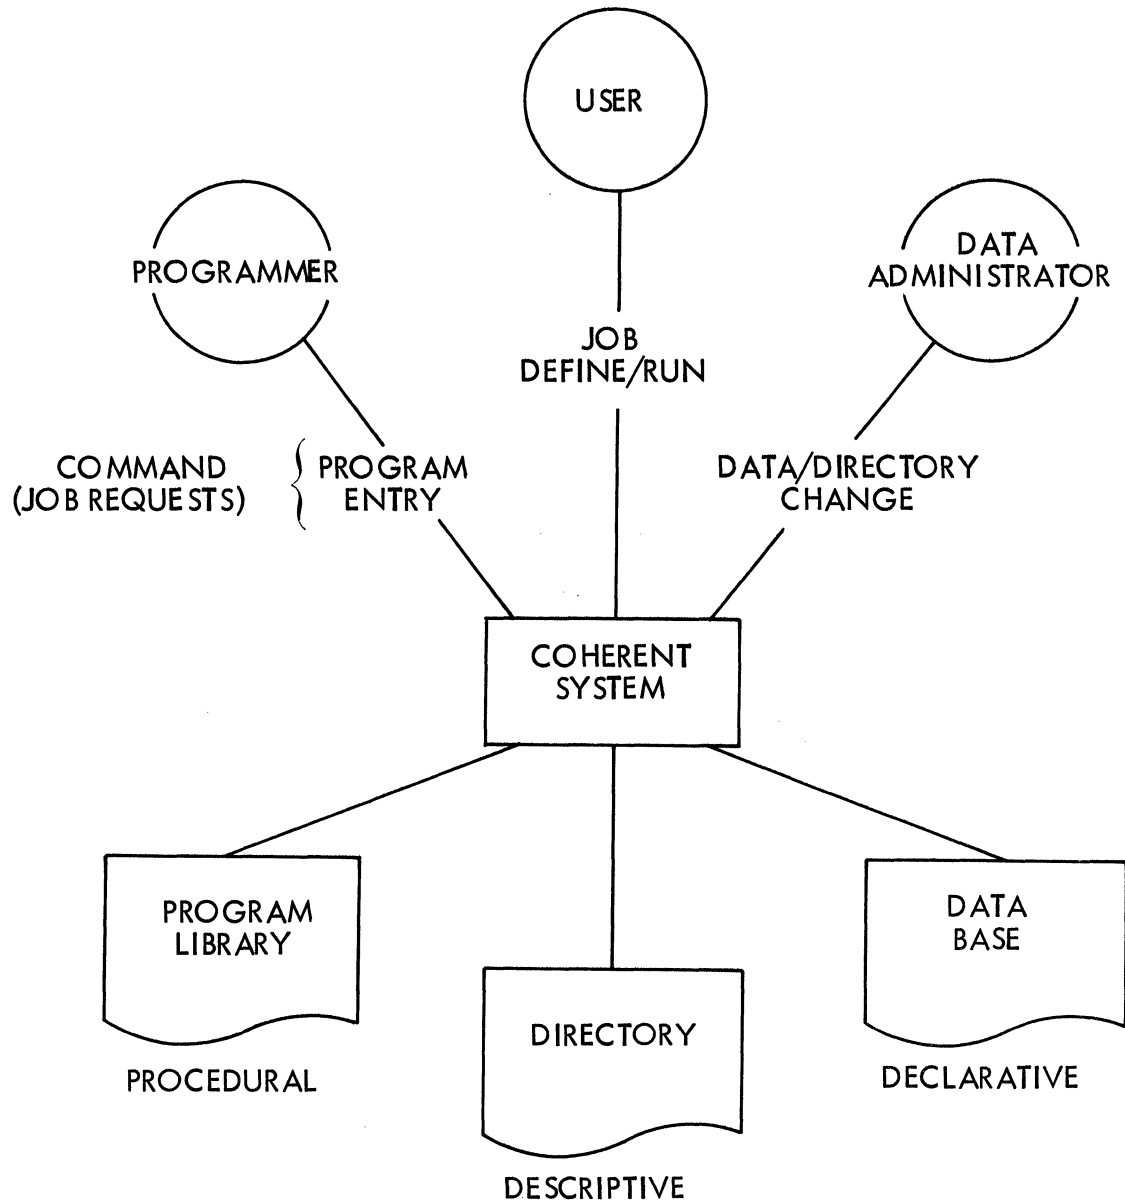 USER
PROGRAMMER
DATA
ADMINISTRATOR
JOB
DEFINE/RUN
COMMAND
(JOB REQUESTS)
PROGRAM
ENTRY
DATA/DIRECTORY
CHANGE
COHERENT
SYSTEM
PROGRAM
LIBRARY
DATA
BASE
DIRECTORY
PROCEDURAL
DECLARATIVE
DESCRIPTIVE